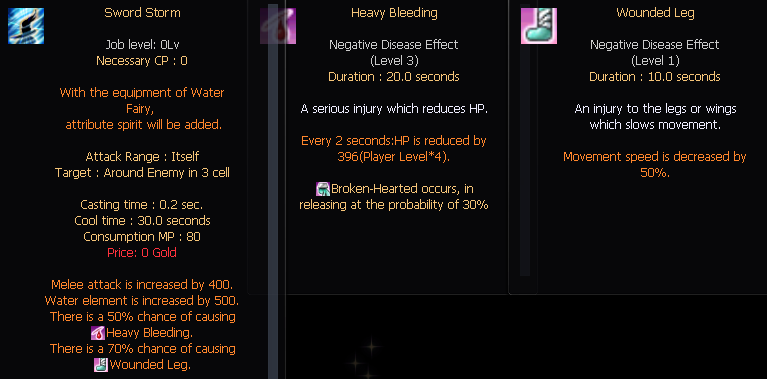 Sword Storm
Job level: 0Lv
Necessary CP : 0
With the equipment of Water
Fairy,
attribute spirit will be added.
Attack Range : Itself
Target : Around Enemy in 3 cell
Casting time : 0.2 sec.
Cool time : 30.0 seconds
Consumption MP : 80
Price: 0 Gold
Melee attack is increased by 400.
Water element is increased by 500.
There is a 50% chance of causing
Heavy Bleeding.
There is a 70% chance of causing
Wounded Leg.
Heavy Bleeding
Negative Disease Effect
(Level 3)
Duration : 20.0 seconds
A serious injury which reduces HP.
Every 2 seconds:HP is reduced by
396(Player Level*4).
Broken-Hearted occurs, in
releasing at the probability of 30%
Wounded Leg
Negative Disease Effect
(Level 1)
Duration : 10.0 seconds
An injury to the legs or wings
which slows movement.
Movement speed is decreased by
50%.